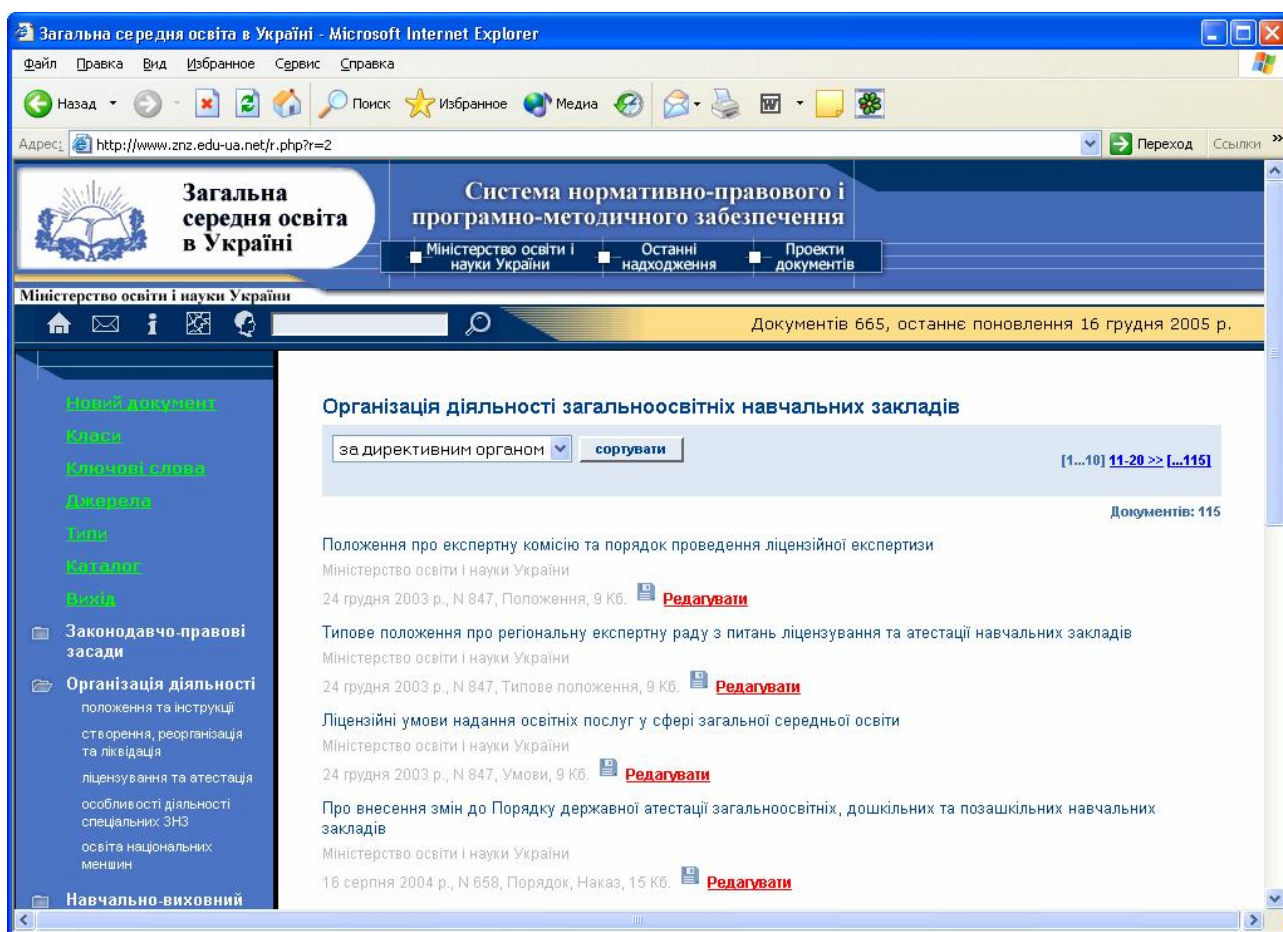 Загальна середня освіта в Україні - Microsoft Internet Explorer
Файл Правка Вид Избранное Сервис Справка
Назад Поиск Избранное Медиа
Адрес: http://www.znz.edu-ua.net/r.php?r=2 Переход Ссылки »
Загальна
середня освіта
в Україні
Система нормативно-правового і
програмно-методичного забезпечення
Міністерство освіти і
науки України
Останні
надходження
Проекти
документів
Міністерство освіти і науки України
Документів 665, останнє поновлення 16 грудня 2005 р.
Новий документ
Класи
Ключові слова
Джерела
Типи
Каталог
Вихід
Законодавчо-правові
засади
Організація діяльності
положення та інструкції
створення, реорганізація
та ліквідація
ліцензування та атестація
особливості діяльності
спеціальних ЗНЗ
освіта національних
меншин
Навчально-виховний
Організація діяльності загальноосвітніх навчальних закладів
за директивним органом сортувати
[1...10] 11-20 >> [...115]
Документів: 115
Положення про експертну комісію та порядок проведення ліцензійної експертизи
Міністерство освіти і науки України
24 грудня 2003 р., N 847, Положення, 9 Кб. Редагувати
Типове положення про регіональну експертну раду з питань ліцензування та атестації навчальних закладів
Міністерство освіти і науки України
24 грудня 2003 р., N 847, Типове положення, 9 Кб. Редагувати
Ліцензійні умови надання освітніх послуг у сфері загальної середньої освіти
Міністерство освіти і науки України
24 грудня 2003 р., N 847, Умови, 9 Кб. Редагувати
Про внесення змін до Порядку державної атестації загальноосвітніх, дошкільних та позашкільних навчальних
закладів
Міністерство освіти і науки України
16 серпня 2004 р., N 658, Порядок, Наказ, 15 Кб. Редагувати